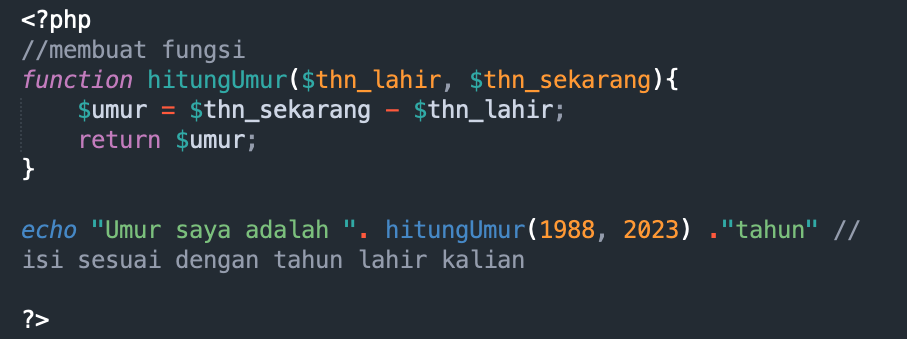 <?php
//membuat fungsi
function hitungUmur($thn_lahir, $thn_sekarang){
    $umur = $thn_sekarang - $thn_lahir;
    return $umur;
}

echo "Umur saya adalah ". hitungUmur(1988, 2023) ."tahun" //
isi sesuai dengan tahun lahir kalian

?>